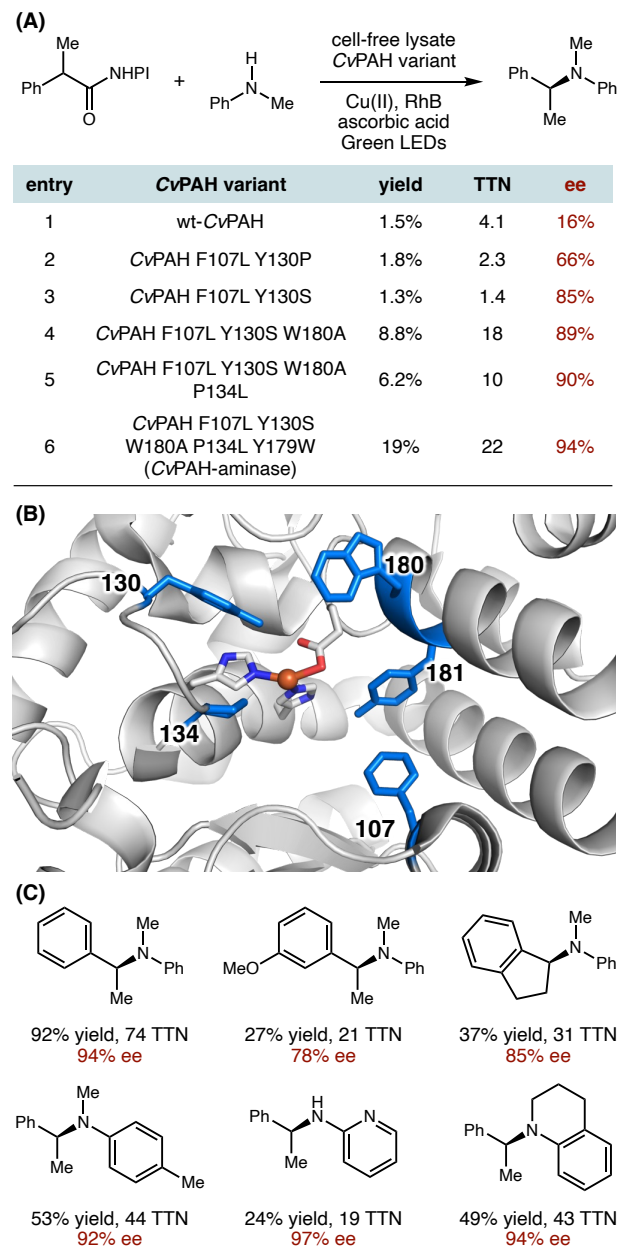 (A)
Me
Ph
NHPI
O
+
H
N
Ph
Me
cell-free lysate
CvPAH variant
Cu(II), RhB
ascorbic acid
Green LEDs
Me
Ph
N
Ph
Me
entry CvPAH variant yield TTN ee
1 wt-CvPAH 1.5% 4.1 16%
2 CvPAH F107L Y130P 1.8% 2.3 66%
3 CvPAH F107L Y130S 1.3% 1.4 85%
4 CvPAH F107L Y130S W180A 8.8% 18 89%
5 CvPAH F107L Y130S W180A P134L 6.2% 10 90%
6 CvPAH F107L Y130S W180A P134L Y179W (CvPAH-aminase) 19% 22 94%
(B)
130
180
181
134
107
(C)
Me
N
Ph
Me
92% yield, 74 TTN
94% ee
MeO
Me
N
Ph
Me
27% yield, 21 TTN
78% ee
Me
N
Ph
37% yield, 31 TTN
85% ee
Me
Ph
N
Me
Me
53% yield, 44 TTN
92% ee
Ph
H
N
N
Me
24% yield, 19 TTN
97% ee
Ph
N
Me
49% yield, 43 TTN
94% ee